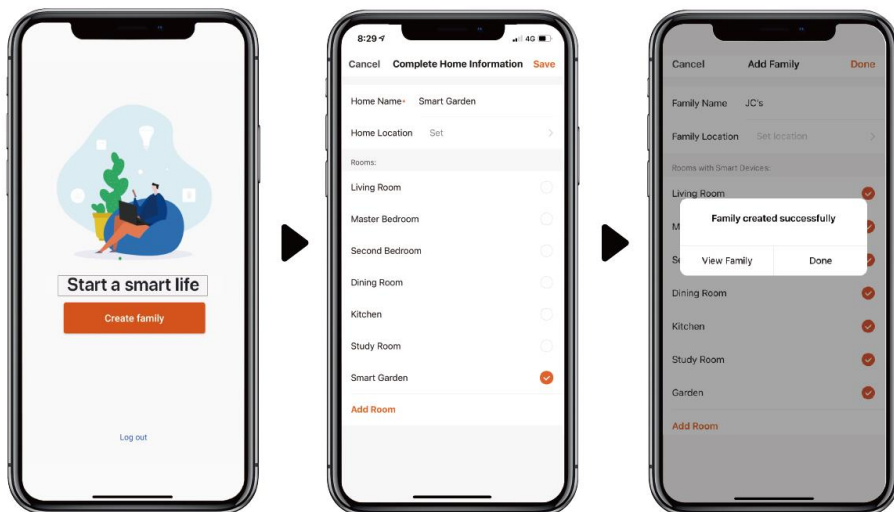 Start a smart life
Create family
Log out
8:29
4G
Cancel Complete Home Information Save
Home Name* Smart Garden
Home Location Set
Rooms:
Living Room
Master Bedroom
Second Bedroom
Dining Room
Kitchen
Study Room
Smart Garden
Add Room
Cancel Add Family Done
Family Name JC's
Family Location Set location
Rooms with Smart Devices:
Living Room
M
Family created successfully
Se
View Family Done
Dining Room
Kitchen
Study Room
Garden
Add Room